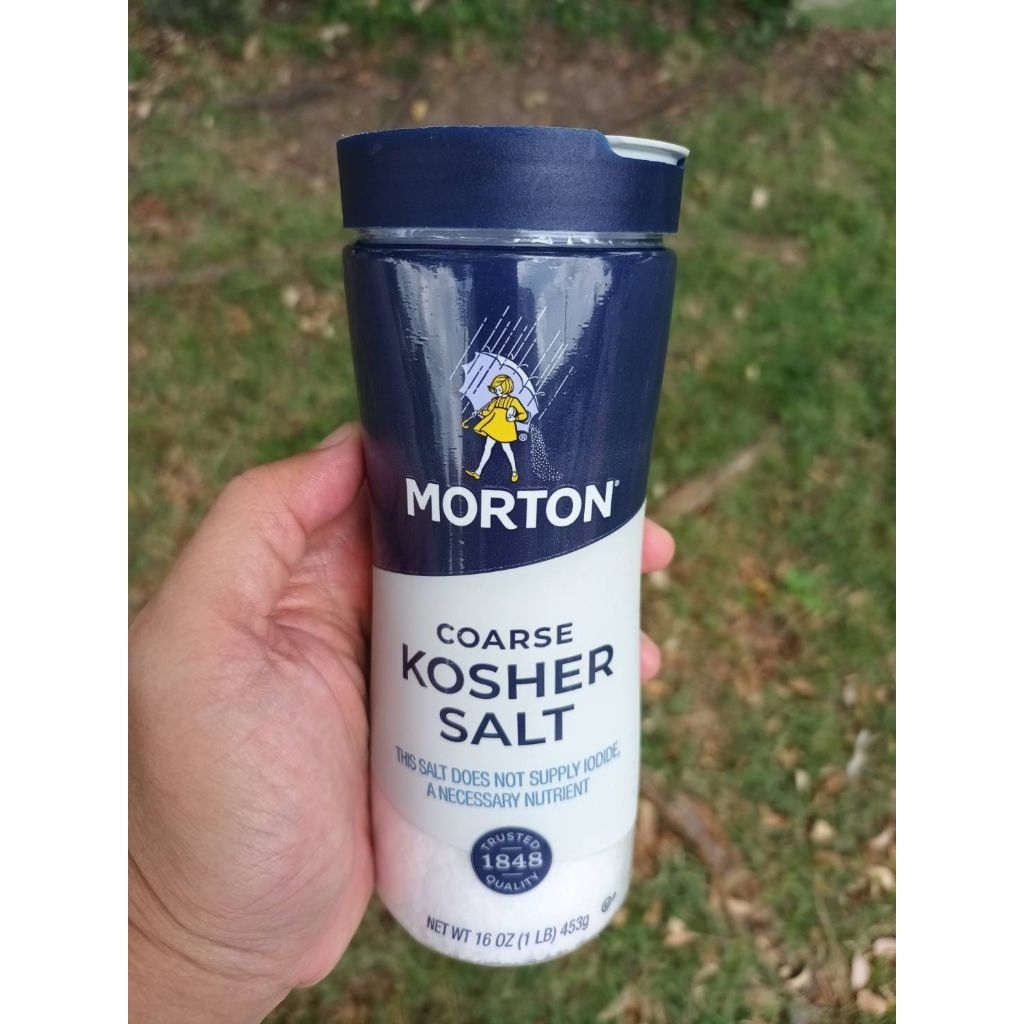 ®
MORTON®
COARSE
KOSHER
SALT
THIS SALT DOES NOT SUPPLY IODIDE,
A NECESSARY NUTRIENT
TRUSTED
1848
QUALITY
NET WT 16 OZ (1 LB) 453g